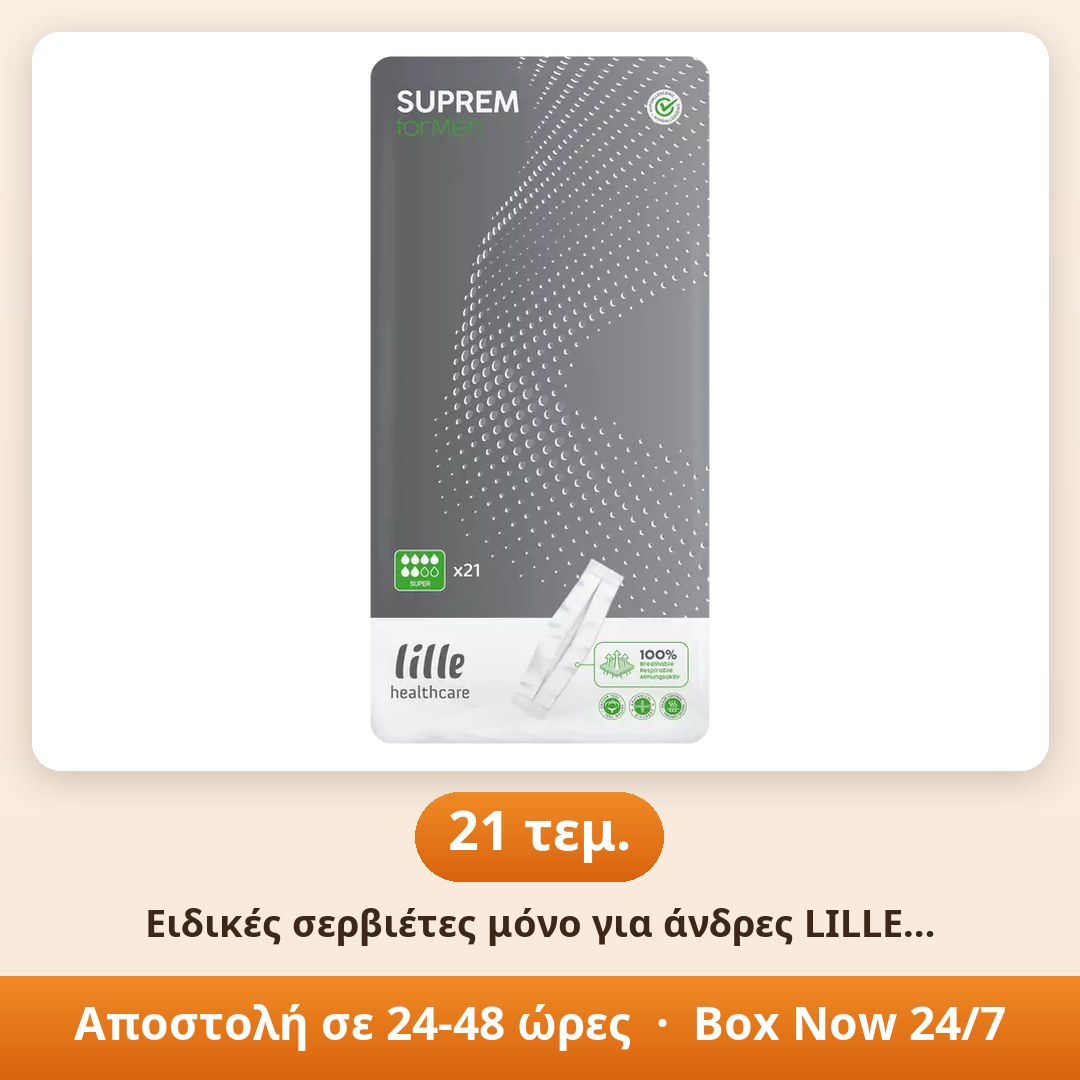 SUPREM
forMen
SUPER
x21
lille
healthcare
100%
Breathable
Respirable
Atmungsaktiv
21 τεμ.
Ειδικές σερβιέτες μόνο για άνδρες LILLE...
Αποστολή σε 24-48 ώρες · Box Now 24/7